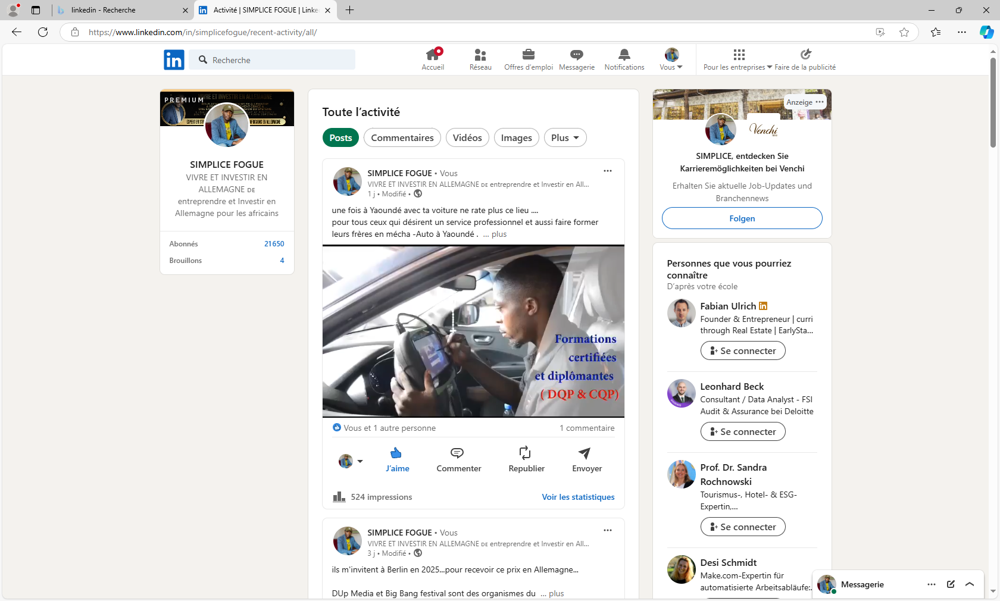 linkedin - Recherche
Activité | SIMPLICE FOGUE | Linke
https://www.linkedin.com/in/simplicefogue/recent-activity/all/
in
Recherche
Accueil
Réseau
Offres d'emploi
Messagerie
Notifications
Vous
Pour les entreprises
Faire de la publicité
PREMIUM
VIVRE ET INVESTIR EN ALLEMAGNE
SIMPLICE FOGUE
VIVRE ET INVESTIR EN
ALLEMAGNE DE
entreprendre et Investir en
Allemagne pour les africains
Abonnés 21650
Brouillons 4
Toute l'activité
Posts
Commentaires
Vidéos
Images
Plus
SIMPLICE FOGUE • Vous
VIVRE ET INVESTIR EN ALLEMAGNE DE entreprendre et Investir en All...
1 j • Modifié •
une fois à Yaoundé avec ta voiture ne rate plus ce lieu ....
pour tous ceux qui désirent un service professionnel et aussi faire former
leurs frères en mécha -Auto à Yaoundé . ... plus
Formations
certifiées
et diplômantes
( DQP & CQP)
Vous et 1 autre personne
1 commentaire
J'aime
Commenter
Republier
Envoyer
524 impressions
Voir les statistiques
SIMPLICE FOGUE • Vous
VIVRE ET INVESTIR EN ALLEMAGNE DE entreprendre et Investir en All...
3 j • Modifié •
ils m'invitent à Berlin en 2025...pour recevoir ce prix en Allemagne...
DUp Media et Big Bang festival sont des organismes du ... plus
Anzeige
Venchi
SIMPLICE, entdecken Sie
Karrieremöglichkeiten bei Venchi
Erhalten Sie aktuelle Job-Updates und
Branchennews
Folgen
Personnes que vous pourriez
connaître
D'après votre école
Fabian Ulrich
Founder & Entrepreneur | curri
through Real Estate | EarlySta...
Se connecter
Leonhard Beck
Consultant / Data Analyst - FSI
Audit & Assurance bei Deloitte
Se connecter
Prof. Dr. Sandra
Rochnowski
Tourismus-, Hotel- & ESG-
Expertin,...
Se connecter
Desi Schmidt
Make.com-Expertin für
automatisierte Arbeitsabläufe:.
Messagerie